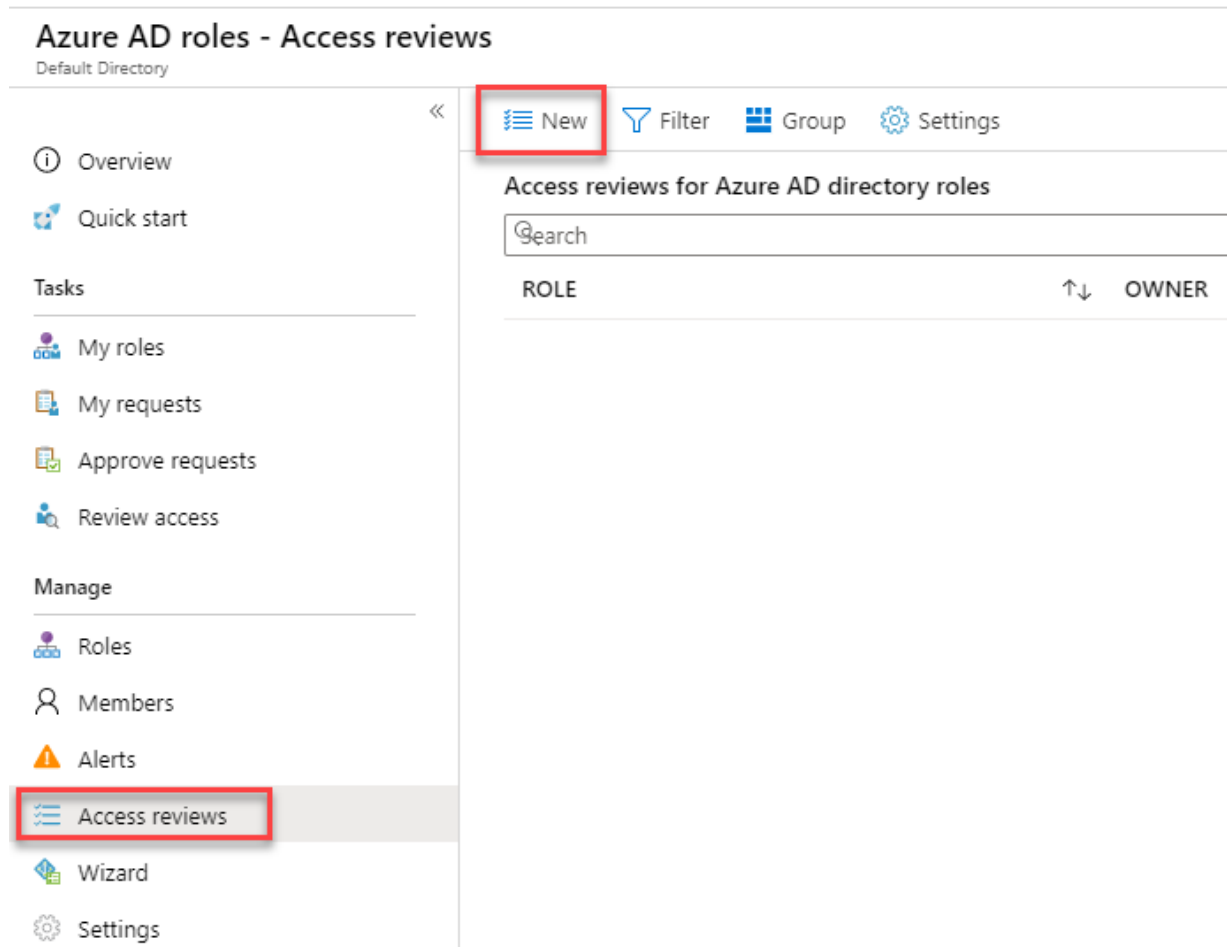 Azure AD roles - Access reviews
Default Directory
«
Overview
Quick start
Tasks
My roles
My requests
Approve requests
Review access
Manage
Roles
Members
Alerts
Access reviews
Wizard
Settings
New Filter Group Settings
Access reviews for Azure AD directory roles
Search
ROLE ↑↓ OWNER